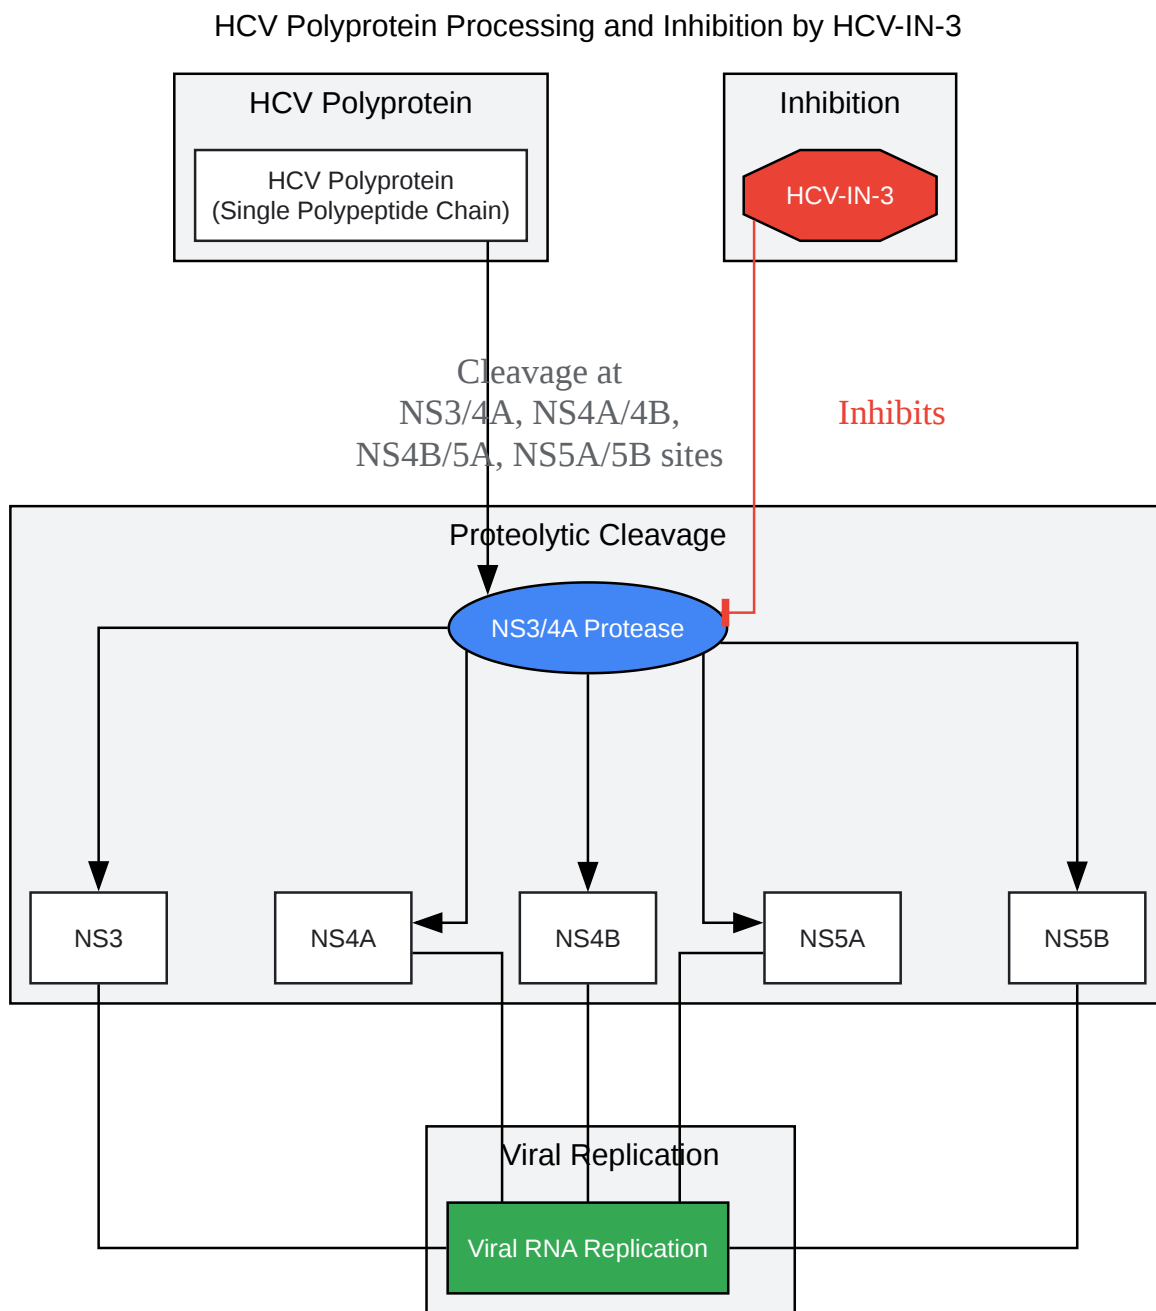 HCV Polyprotein Processing and Inhibition by HCV-IN-3
HCV Polyprotein
HCV Polyprotein
(Single Polypeptide Chain)
Inhibition
HCV-IN-3
Cleavage at
NS3/4A, NS4A/4B,
NS4B/5A, NS5A/5B sites
Inhibits
Proteolytic Cleavage
NS3/4A Protease
NS3
NS4A
NS4B
NS5A
NS5B
Viral Replication
Viral RNA Replication